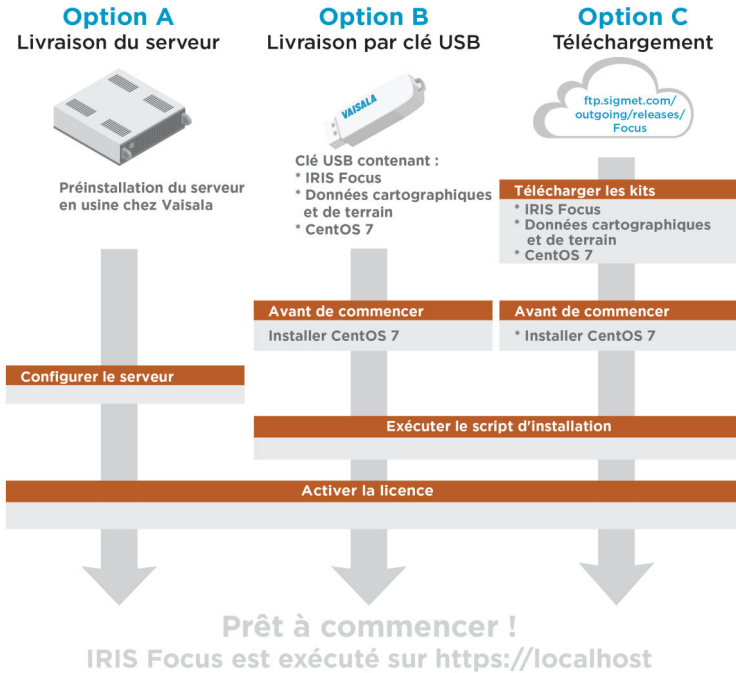 Option A
Livraison du serveur
Préinstallation du serveur
en usine chez Vaisala
Option B
Livraison par clé USB
VAISALA
Clé USB contenant :
* IRIS Focus
* Données cartographiques
et de terrain
* CentOS 7
Option C
Téléchargement
ftp.sigmet.com/
outgoing/releases/
Focus
Télécharger les kits
* IRIS Focus
* Données cartographiques
et de terrain
* CentOS 7
Avant de commencer
Installer CentOS 7
Avant de commencer
* Installer CentOS 7
Configurer le serveur
Exécuter le script d'installation
Activer la licence
Prêt à commencer !
IRIS Focus est exécuté sur https://localhost